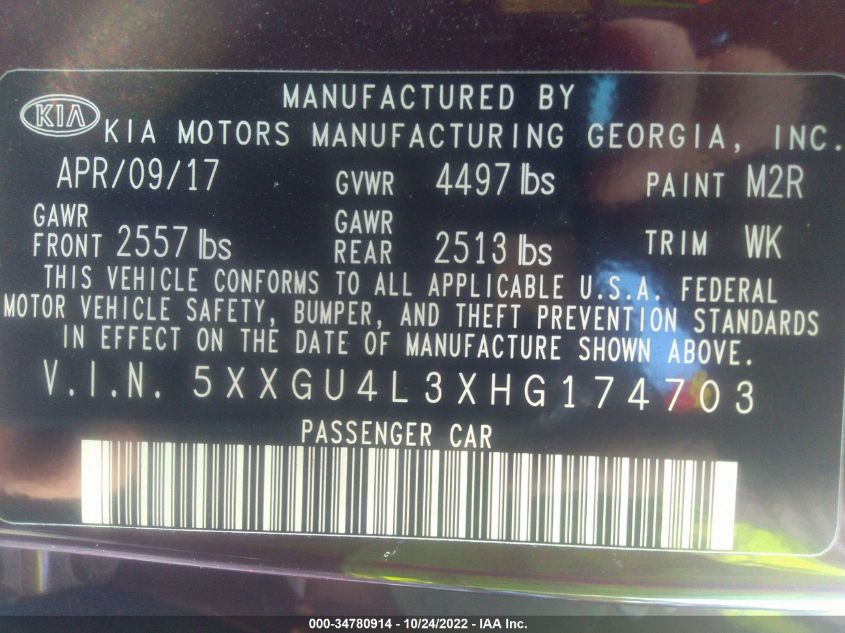 MANUFACTURED BY
KIA KIA MOTORS MANUFACTURING GEORGIA, INC.
APR/09/17 GVWR 4497 lbs PAINT M2R
GAWR FRONT 2557 lbs GAWR REAR 2513 lbs TRIM WK
THIS VEHICLE CONFORMS TO ALL APPLICABLE U.S.A. FEDERAL
MOTOR VEHICLE SAFETY, BUMPER, AND THEFT PREVENTION STANDARDS
IN EFFECT ON THE DATE OF MANUFACTURE SHOWN ABOVE.
V.I.N. 5XXGU4L3XHG174703
PASSENGER CAR
000-34780914 - 10/24/2022 - IAA Inc.